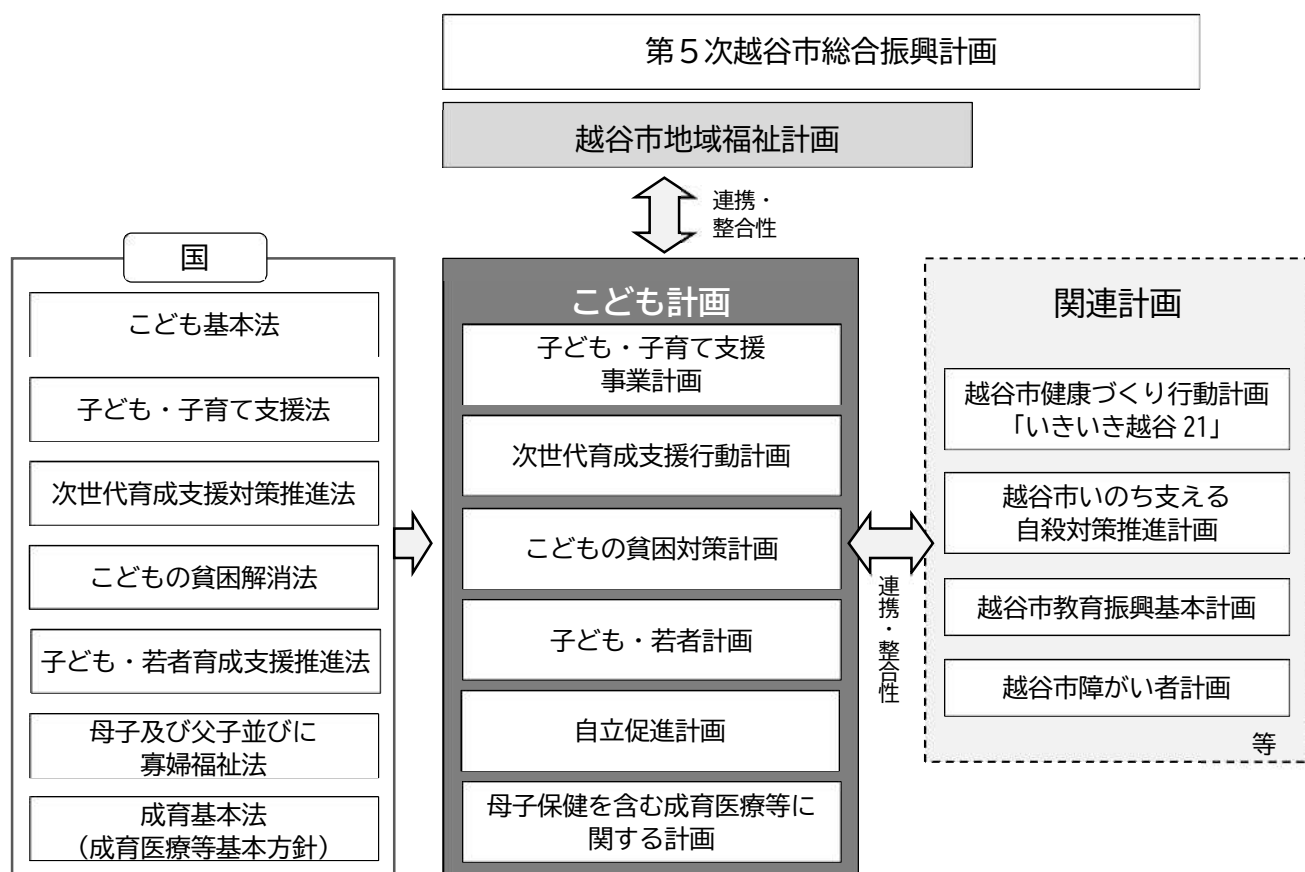 第５次越谷市総合振興計画
越谷市地域福祉計画
連携・
整合性
国
こども基本法
子ども・子育て支援法
次世代育成支援対策推進法
こどもの貧困解消法
子ども・若者育成支援推進法
母子及び父子並びに
寡婦福祉法
成育基本法
（成育医療等基本方針）
こども計画
子ども・子育て支援
事業計画
次世代育成支援行動計画
こどもの貧困対策計画
子ども・若者計画
自立促進計画
母子保健を含む成育医療等に
関する計画
連携・整合性
関連計画
越谷市健康づくり行動計画
「いきいき越谷 21」
越谷市いのち支える
自殺対策推進計画
越谷市教育振興基本計画
越谷市障がい者計画
等